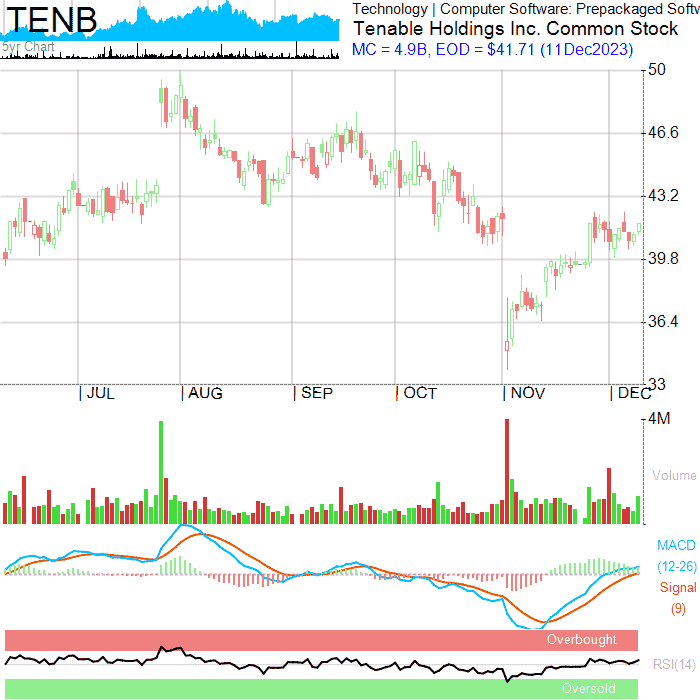 TENB
5yr Chart
Technology | Computer Software: Prepackaged Softw
Tenable Holdings Inc. Common Stock
MC = 4.9B, EOD = $41.71 (11Dec2023)
50
46.6
43.2
39.8
36.4
33
| JUL | AUG | SEP | OCT | NOV | DEC
4M
Volume
MACD
(12-26)
Signal
(9)
Overbought
RSI(14)
Oversold